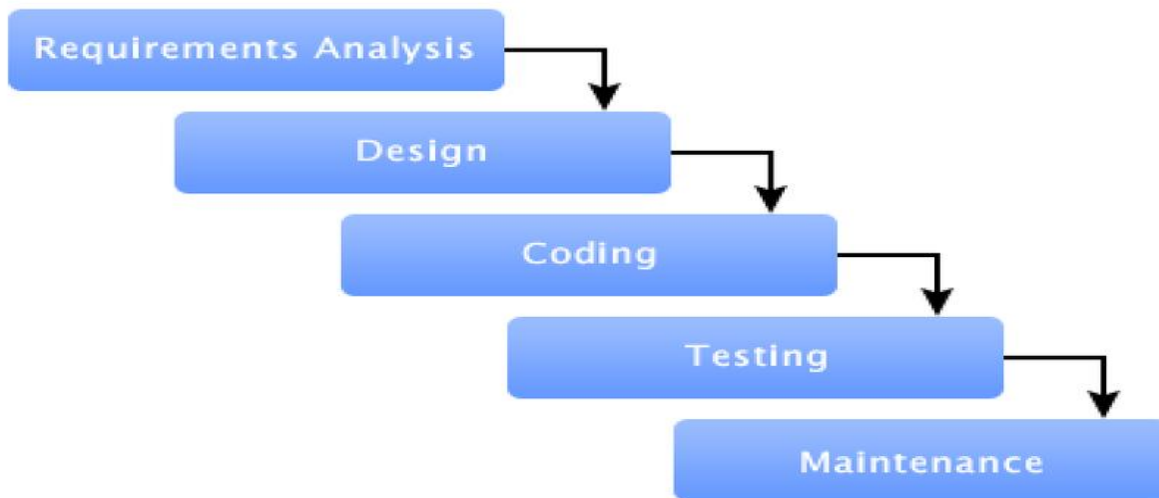 Requirements Analysis
Design
Coding
Testing
Maintenance